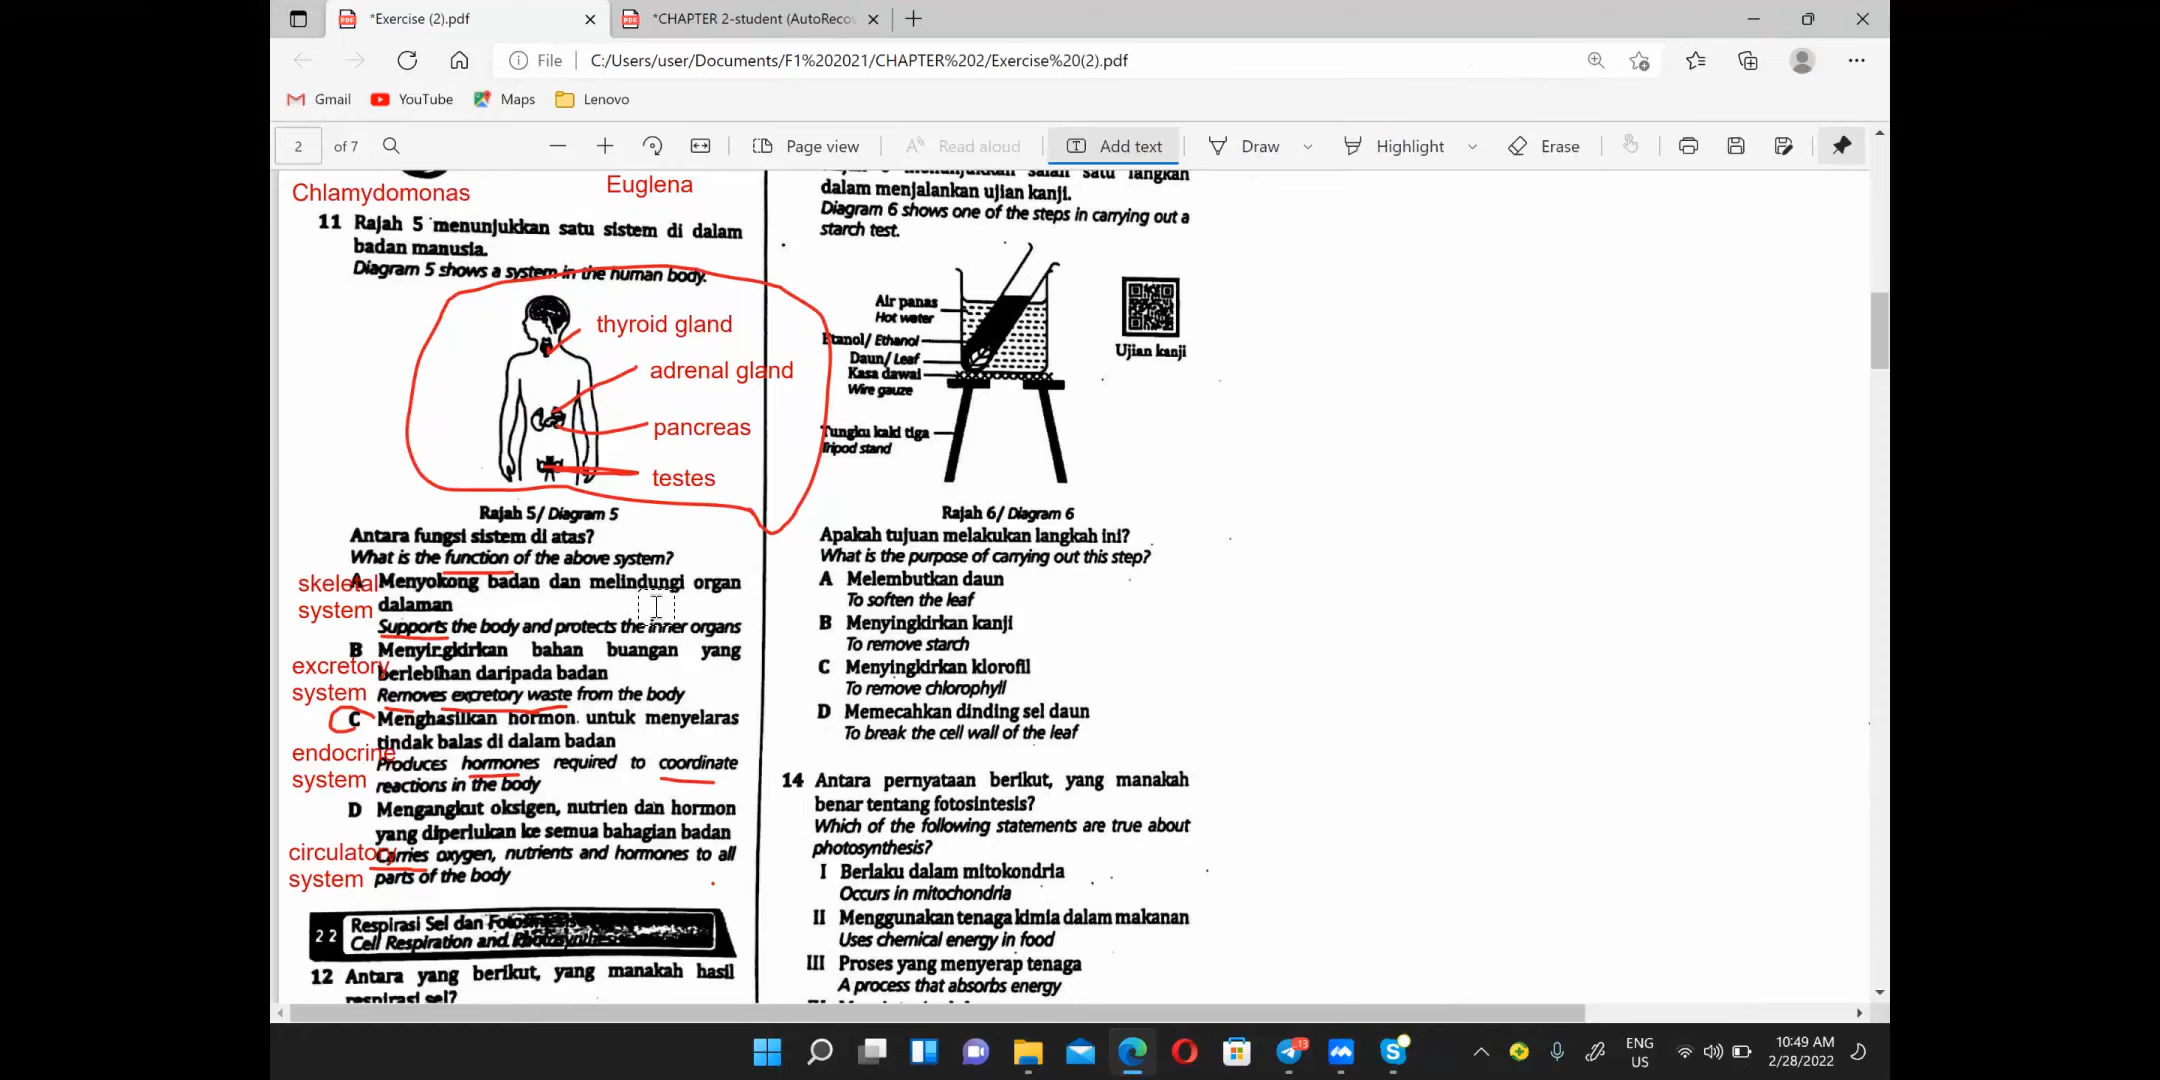 *Exercise (2).pdf
*CHAPTER 2-student (AutoRecov
File
C:/Users/user/Documents/F1%202021/CHAPTER%202/Exercise%20(2).pdf
Gmail
YouTube
Maps
Lenovo
2
of 7
Page view
Read aloud
Add text
Draw
Highlight
Erase
Chlamydomonas
Euglena
11 Rajah 5 menunjukkan satu sistem di dalam
badan manusia.
Diagram 5 shows a system in the human body.
thyroid gland
adrenal gland
pancreas
testes
Rajah 5/ Diagram 5
Antara fungsi sistem di atas?
What is the function of the above system?
skeletal
system
A Menyokong badan dan melindungi organ
dalaman
Supports the body and protects the inner organs
excretory
system
B Menyingkirkan bahan buangan yang
berlebihan daripada badan
Removes excretory waste from the body
endocrine
system
C Menghasilkan hormon untuk menyelaras
tindak balas di dalam badan
Produces hormones required to coordinate
reactions in the body
circulatory
system
D Mengangkut oksigen, nutrien dan hormon
yang diperlukan ke semua bahagian badan
Carries oxygen, nutrients and hormones to all
parts of the body
2 2 Respirasi Sel dan
Cell Respiration and
12 Antara yang berikut, yang manakah hasil
respirasi sel?
menunjukkan salah satu langkah
dalam menjalankan ujian kanji.
Diagram 6 shows one of the steps in carrying out a
starch test.
Air panas
Hot water
Etanol/ Ethanol
Daun/ Leaf
Kasa dawai
Wire gauze
Tungku kaki tiga
Tripod stand
Ujian kanji
Rajah 6/ Diagram 6
Apakah tujuan melakukan langkah ini?
What is the purpose of carrying out this step?
A Melembutkan daun
To soften the leaf
B Menyingkirkan kanji
To remove starch
C Menyingkirkan klorofil
To remove chlorophyll
D Memecahkan dinding sel daun
To break the cell wall of the leaf
14 Antara pernyataan berikut, yang manakah
benar tentang fotosintesis?
Which of the following statements are true about
photosynthesis?
I Berlaku dalam mitokondria
Occurs in mitochondria
II Menggunakan tenaga kimia dalam makanan
Uses chemical energy in food
III Proses yang menyerap tenaga
A process that absorbs energy
13
ENG
US
10:49 AM
2/28/2022